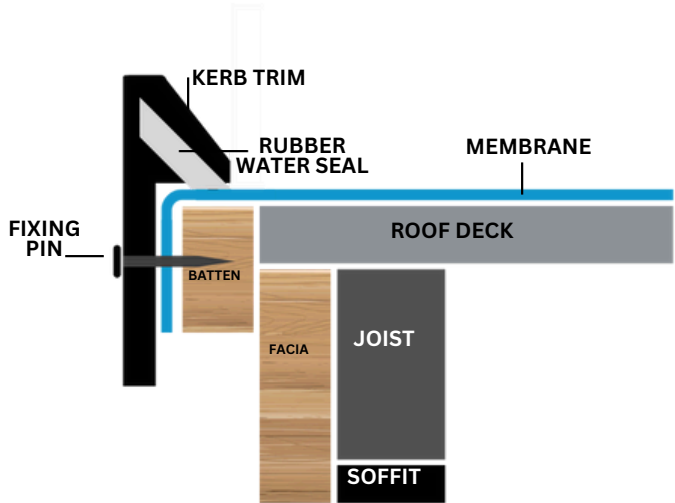 KERB TRIM
RUBBER
WATER SEAL
MEMBRANE
FIXING
PIN
ROOF DECK
BATTEN
FACIA
JOIST
SOFFIT